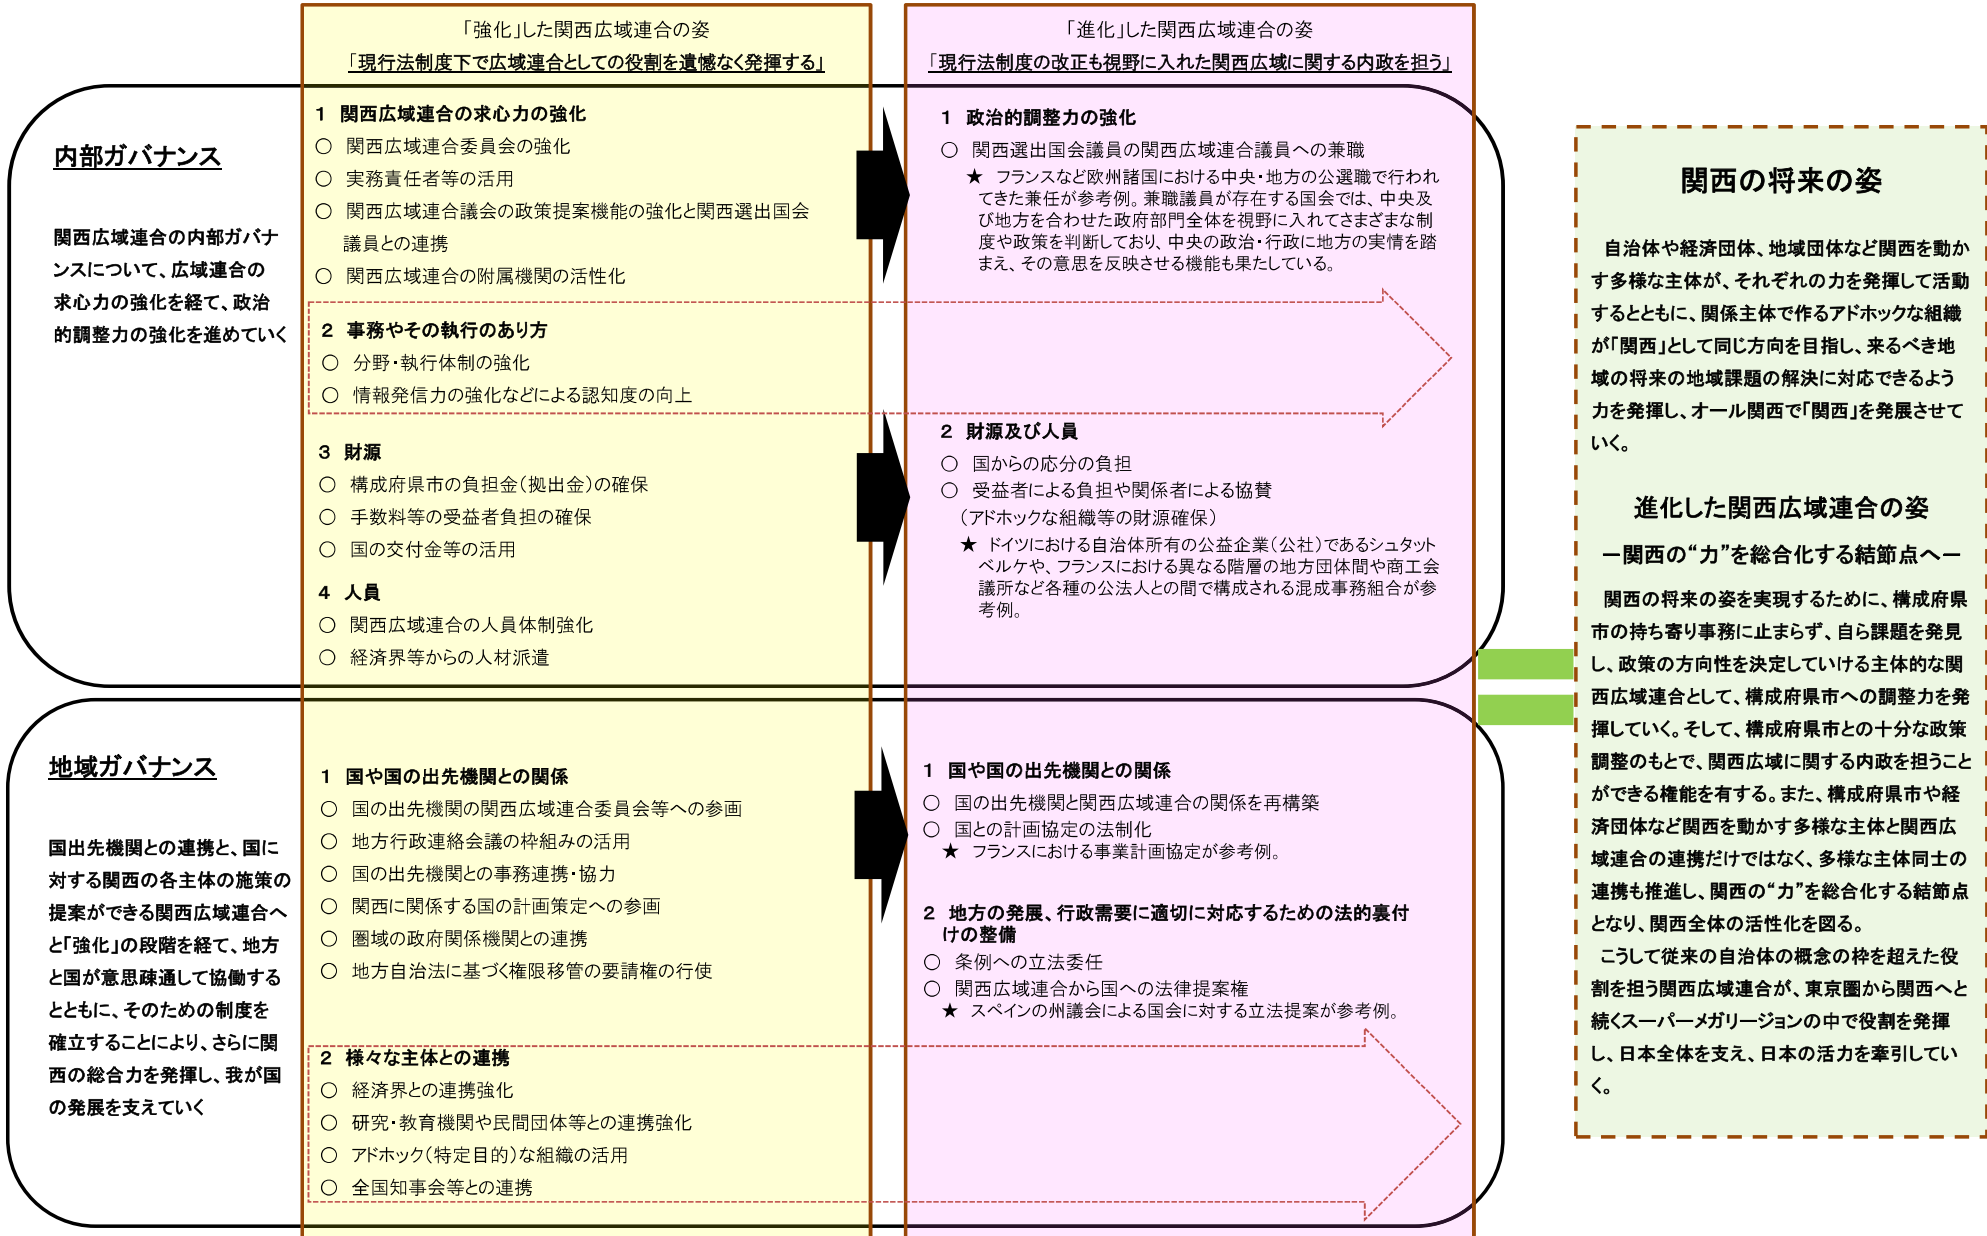 「強化」した関西広域連合の姿
「現行法制度下で広域連合としての役割を遺憾なく発揮する」
「進化」した関西広域連合の姿
「現行法制度の改正も視野に入れた関西広域に関する内政を担う」
内部ガバナンス
関西広域連合の内部ガバナ
ンスについて、広域連合の
求心力の強化を経て、政治
的調整力の強化を進めていく
1 関西広域連合の求心力の強化
○ 関西広域連合委員会の強化
○ 実務責任者等の活用
○ 関西広域連合議会の政策提案機能の強化と関西選出国会
議員との連携
○ 関西広域連合の附属機関の活性化
2 事務やその執行のあり方
○ 分野・執行体制の強化
○ 情報発信力の強化などによる認知度の向上
3 財源
○ 構成府県市の負担金(拠出金)の確保
○ 手数料等の受益者負担の確保
○ 国の交付金等の活用
4 人員
○ 関西広域連合の人員体制強化
○ 経済界等からの人材派遣
1 政治的調整力の強化
○ 関西選出国会議員の関西広域連合議員への兼職
★ フランスなど欧州諸国における中央・地方の公選職で行われ
てきた兼任が参考例。兼職議員が存在する国会では、中央及
び地方を合わせた政府部門全体を視野に入れてさまざまな制
度や政策を判断しており、中央の政治・行政に地方の実情を踏
まえ、その意思を反映させる機能も果たしている。
2 財源及び人員
○ 国からの応分の負担
○ 受益者による負担や関係者による協賛
(アドホックな組織等の財源確保)
★ ドイツにおける自治体所有の公益企業(公社)であるシュタット
ベルケや、フランスにおける異なる階層の地方団体間や商工会
議所など各種の公法人との間で構成される混成事務組合が参
考例。
地域ガバナンス
国出先機関との連携と、国に
対する関西の各主体の施策の
提案ができる関西広域連合へ
と「強化」の段階を経て、地方
と国が意思疎通して協働する
とともに、そのための制度を
確立することにより、さらに関
西の総合力を発揮し、我が国
の発展を支えていく
1 国や国の出先機関との関係
○ 国の出先機関の関西広域連合委員会等への参画
○ 地方行政連絡会議の枠組みの活用
○ 国の出先機関との事務連携・協力
○ 関西に関係する国の計画策定への参画
○ 圏域の政府関係機関との連携
○ 地方自治法に基づく権限移管の要請権の行使
2 様々な主体との連携
○ 経済界との連携強化
○ 研究・教育機関や民間団体等との連携強化
○ アドホック(特定目的)な組織の活用
○ 全国知事会等との連携
1 国や国の出先機関との関係
○ 国の出先機関と関西広域連合の関係を再構築
○ 国との計画協定の法制化
★ フランスにおける事業計画協定が参考例。
2 地方の発展、行政需要に適切に対応するための法的裏付
けの整備
○ 条例への立法委任
○ 関西広域連合から国への法律提案権
★ スペインの州議会による国会に対する立法提案が参考例。
関西の将来の姿
自治体や経済団体、地域団体など関西を動か
す多様な主体が、それぞれの力を発揮して活動
するとともに、関係主体で作るアドホックな組織
が「関西」として同じ方向を目指し、来るべき地
域の将来の地域課題の解決に対応できるよう
力を発揮し、オール関西で「関西」を発展させて
いく。
進化した関西広域連合の姿
ー関西の“力”を総合化する結節点へー
関西の将来の姿を実現するために、構成府県
市の持ち寄り事務に止まらず、自ら課題を発見
し、政策の方向性を決定していける主体的な関
西広域連合として、構成府県市への調整力を発
揮していく。そして、構成府県市との十分な政策
調整のもとで、関西広域に関する内政を担うこと
ができる権能を有する。また、構成府県市や経
済団体など関西を動かす多様な主体と関西広
域連合の連携だけではなく、多様な主体同士の
連携も推進し、関西の“力”を総合化する結節点
となり、関西全体の活性化を図る。
こうして従来の自治体の概念の枠を超えた役
割を担う関西広域連合が、東京圏から関西へと
続くスーパーメガリージョンの中で役割を発揮
し、日本全体を支え、日本の活力を牽引してい
く。